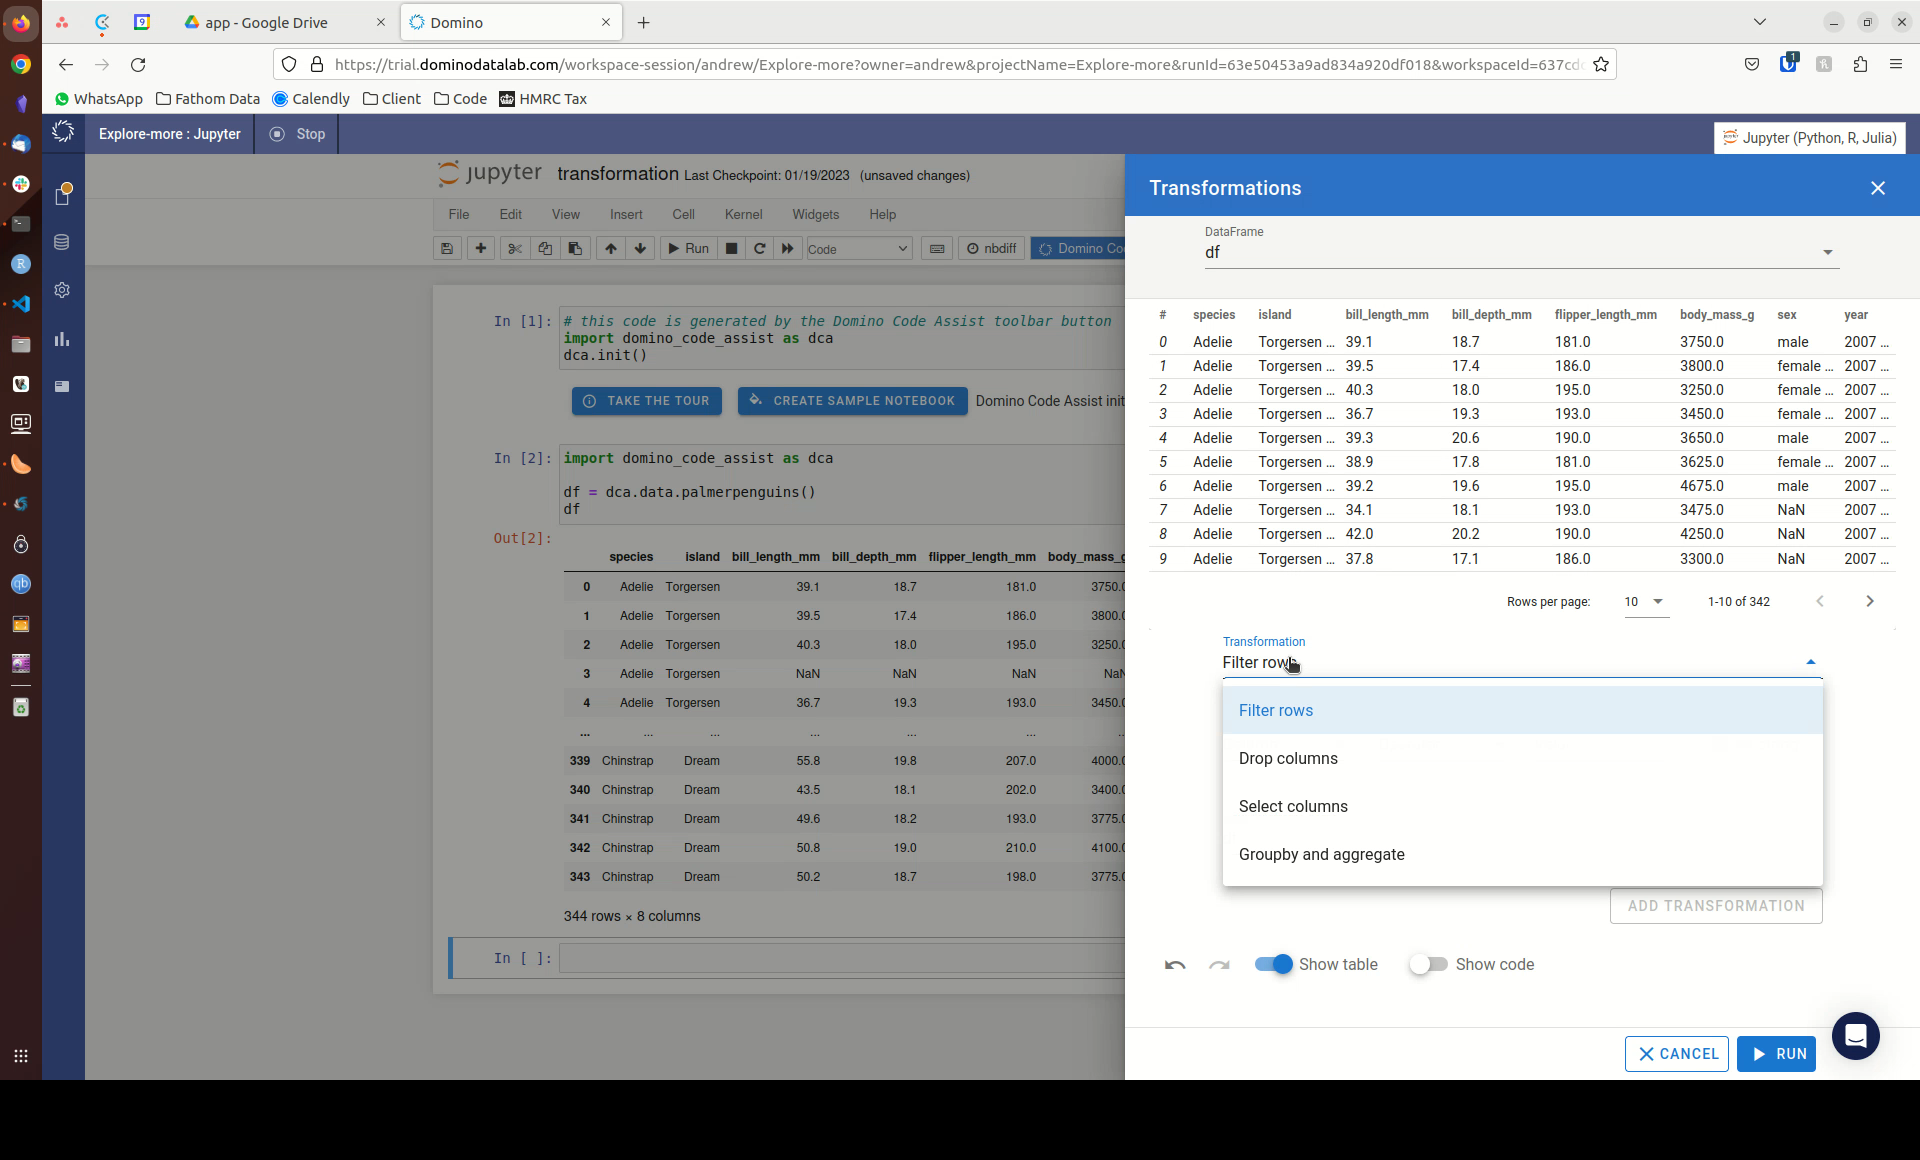 9
app - Google Drive
Domino
https://trial.dominodatalab.com/workspace-session/andrew/Explore-more?owner=andrew&projectName=Explore-more&runId=63e50453a9ad834a920df018&workspaceId=637cd
1
WhatsApp Fathom Data Calendly Client Code HMRC Tax
Explore-more : Jupyter Stop
Jupyter (Python, R, Julia)
jupyter transformation Last Checkpoint: 01/19/2023 (unsaved changes)
File Edit View Insert Cell Kernel Widgets Help
Run Code nbdiff Domino Co
In [1]: # this code is generated by the Domino Code Assist toolbar button
import domino_code_assist as dca
dca.init()
TAKE THE TOUR CREATE SAMPLE NOTEBOOK Domino Code Assist init
In [2]: import domino_code_assist as dca
df = dca.data.palmerpenguins()
df
Out[2]:
species island bill_length_mm bill_depth_mm flipper_length_mm body_mass_g
0 Adelie Torgersen 39.1 18.7 181.0 3750.0
1 Adelie Torgersen 39.5 17.4 186.0 3800.0
2 Adelie Torgersen 40.3 18.0 195.0 3250.0
3 Adelie Torgersen NaN NaN NaN NaN
4 Adelie Torgersen 36.7 19.3 193.0 3450.0
... ... ... ... ... ... ...
339 Chinstrap Dream 55.8 19.8 207.0 4000.0
340 Chinstrap Dream 43.5 18.1 202.0 3400.0
341 Chinstrap Dream 49.6 18.2 193.0 3775.0
342 Chinstrap Dream 50.8 19.0 210.0 4100.0
343 Chinstrap Dream 50.2 18.7 198.0 3775.0
344 rows × 8 columns
In [ ]:
Transformations
DataFrame
df
# species island bill_length_mm bill_depth_mm flipper_length_mm body_mass_g sex year
0 Adelie Torgersen ... 39.1 18.7 181.0 3750.0 male 2007 ...
1 Adelie Torgersen ... 39.5 17.4 186.0 3800.0 female ... 2007 ...
2 Adelie Torgersen ... 40.3 18.0 195.0 3250.0 female ... 2007 ...
3 Adelie Torgersen ... 36.7 19.3 193.0 3450.0 female ... 2007 ...
4 Adelie Torgersen ... 39.3 20.6 190.0 3650.0 male 2007 ...
5 Adelie Torgersen ... 38.9 17.8 181.0 3625.0 female ... 2007 ...
6 Adelie Torgersen ... 39.2 19.6 195.0 4675.0 male 2007 ...
7 Adelie Torgersen ... 34.1 18.1 193.0 3475.0 NaN 2007 ...
8 Adelie Torgersen ... 42.0 20.2 190.0 4250.0 NaN 2007 ...
9 Adelie Torgersen ... 37.8 17.1 186.0 3300.0 NaN 2007 ...
Rows per page: 10 1-10 of 342
Transformation
Filter rows
Filter rows
Drop columns
Select columns
Groupby and aggregate
ADD TRANSFORMATION
Show table Show code
CANCEL RUN